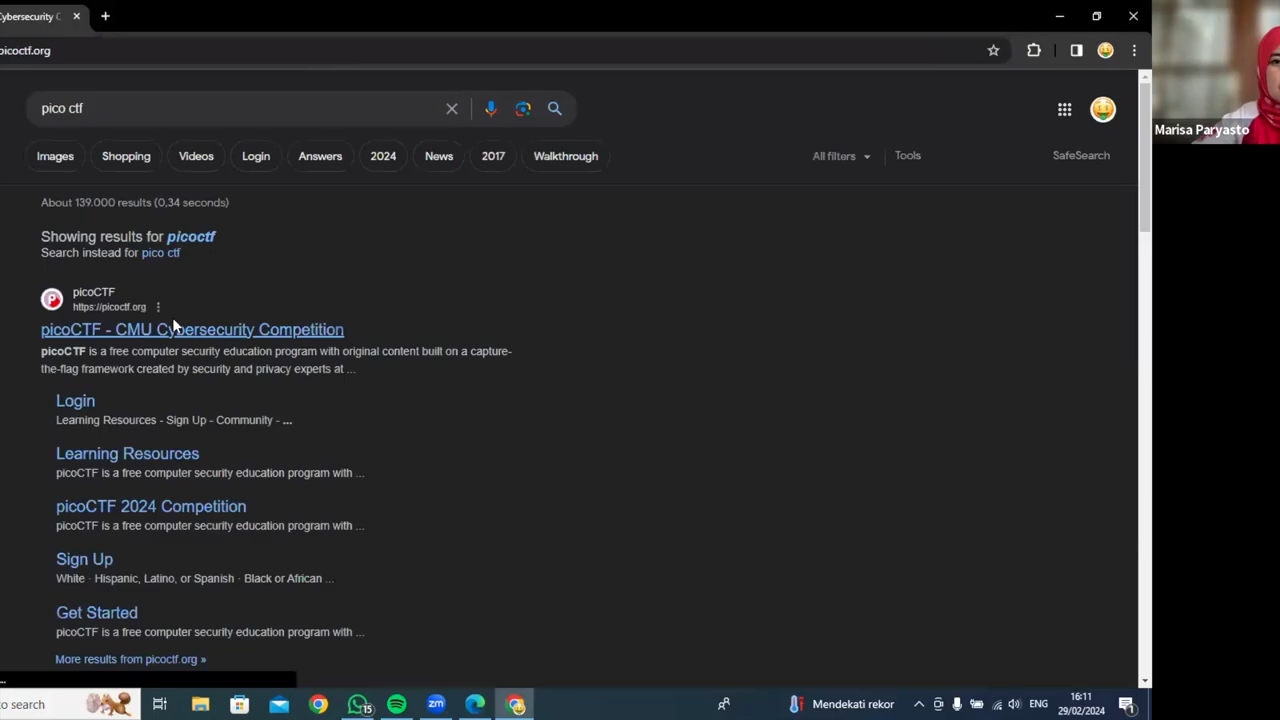 Cybersecurity C
picoctf.org
Marisa Paryasto
pico ctf
Images
Shopping
Videos
Login
Answers
2024
News
2017
Walkthrough
All filters
Tools
SafeSearch
About 139.000 results (0,34 seconds)
Showing results for picoctf
Search instead for pico ctf
picoCTF
https://picoctf.org
picoCTF - CMU Cybersecurity Competition
picoCTF is a free computer security education program with original content built on a capture-
the-flag framework created by security and privacy experts at ...
Login
Learning Resources - Sign Up - Community - ...
Learning Resources
picoCTF is a free computer security education program with ...
picoCTF 2024 Competition
picoCTF is a free computer security education program with ...
Sign Up
White · Hispanic, Latino, or Spanish · Black or African ...
Get Started
picoCTF is a free computer security education program with ...
More results from picoctf.org »
...
to search
15
zm
Mendekati rekor
ENG
16:11
29/02/2024
1